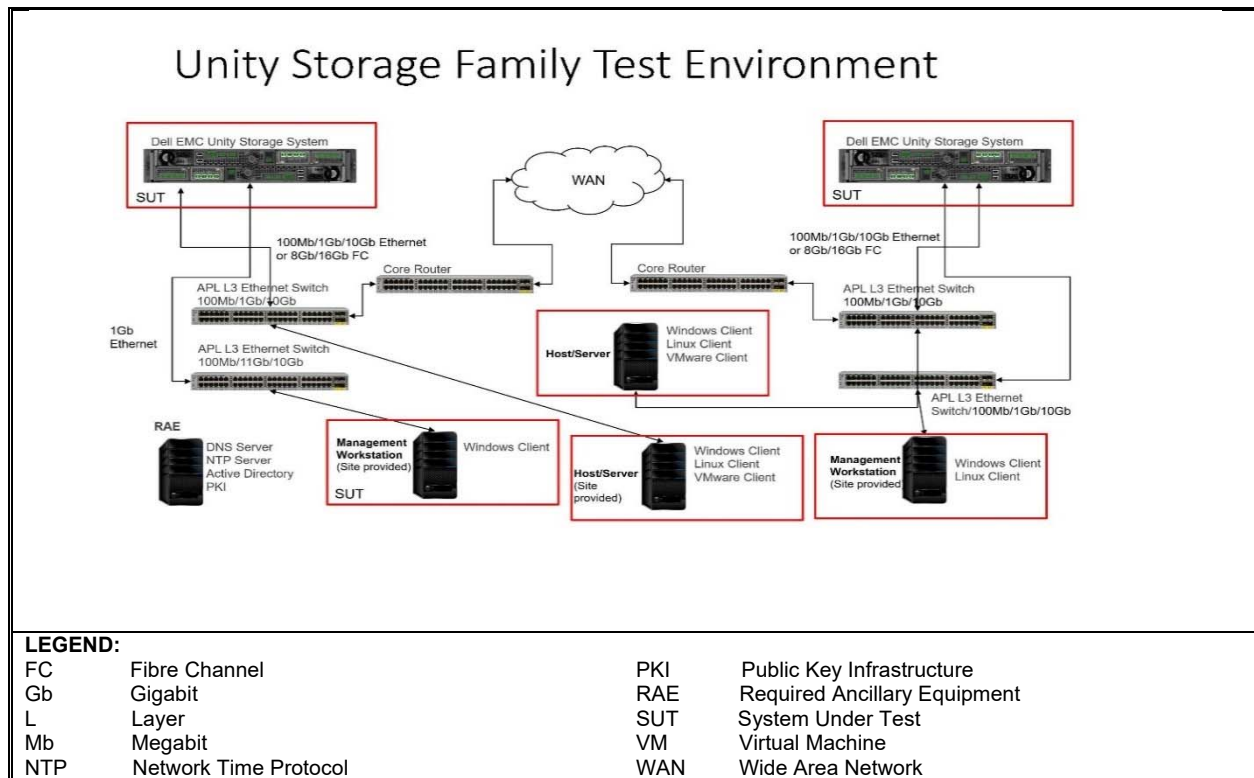 Unity Storage Family Test Environment
Dell EMC Unity Storage System
SUT
WAN
Dell EMC Unity Storage System
SUT
100Mb/1Gb/10Gb Ethernet
or 8Gb/16Gb FC
Core Router
Core Router
100Mb/1Gb/10Gb Ethernet
or 8Gb/16Gb FC
APL L3 Ethernet Switch
100Mb/1Gb/10Gb
APL L3 Ethernet Switch
100Mb/1Gb/10Gb
1Gb
Ethernet
APL L3 Ethernet Switch
100Mb/11Gb/10Gb
Host/Server
Windows Client
Linux Client
VMware Client
APL L3 Ethernet
Switch/100Mb/1Gb/10Gb
RAE
DNS Server
NTP Server
Active Directory
PKI
Management
Workstation
(Site provided)
Windows Client
SUT
Host/Server
(Site
provided)
Windows Client
Linux Client
VMware Client
Management
Workstation
(Site provided)
Windows Client
Linux Client
LEGEND:
FC Fibre Channel PKI Public Key Infrastructure
Gb Gigabit RAE Required Ancillary Equipment
L Layer SUT System Under Test
Mb Megabit VM Virtual Machine
NTP Network Time Protocol WAN Wide Area Network